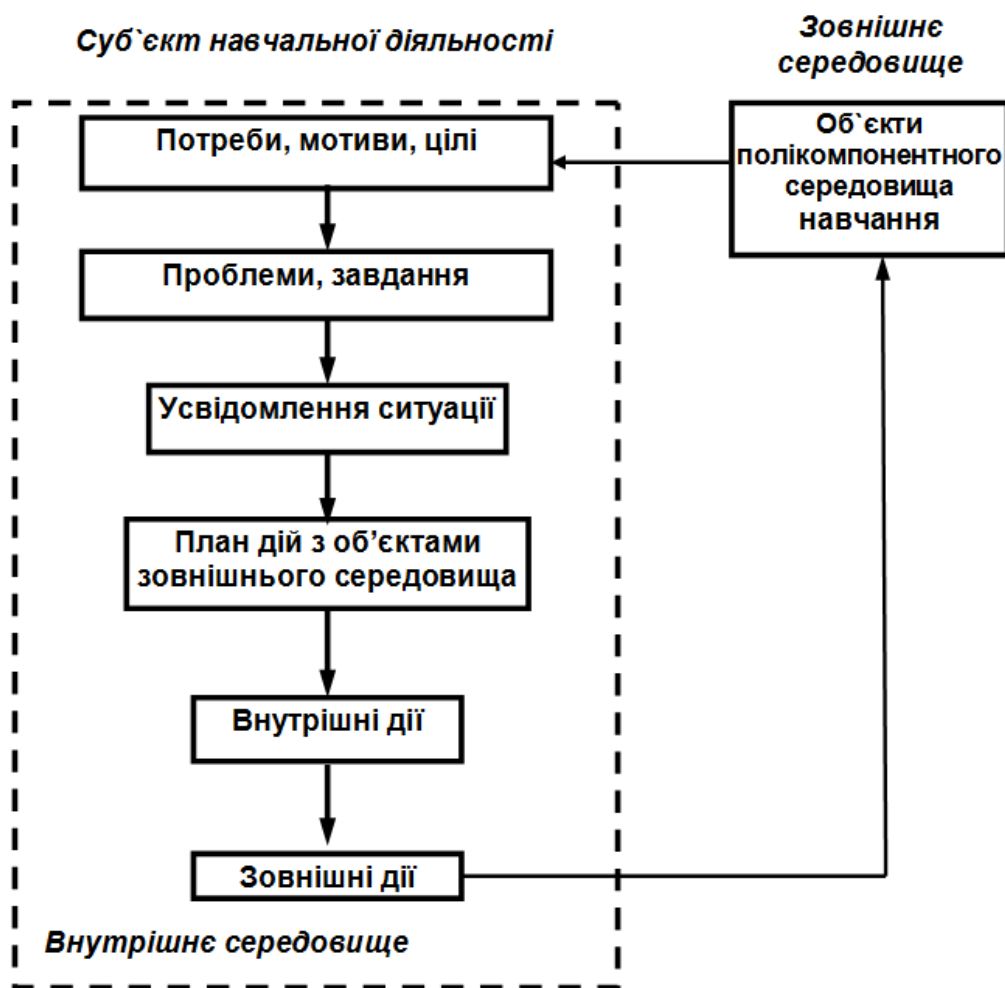 Суб`єкт навчальної діяльності
Зовнішнє
середовище
Потреби, мотиви, цілі
Об`єкти
полікомпонентного
середовища
навчання
Проблеми, завдання
Усвідомлення ситуації
План дій з об’єктами
зовнішнього середовища
Внутрішні дії
Зовнішні дії
Внутрішнє середовище